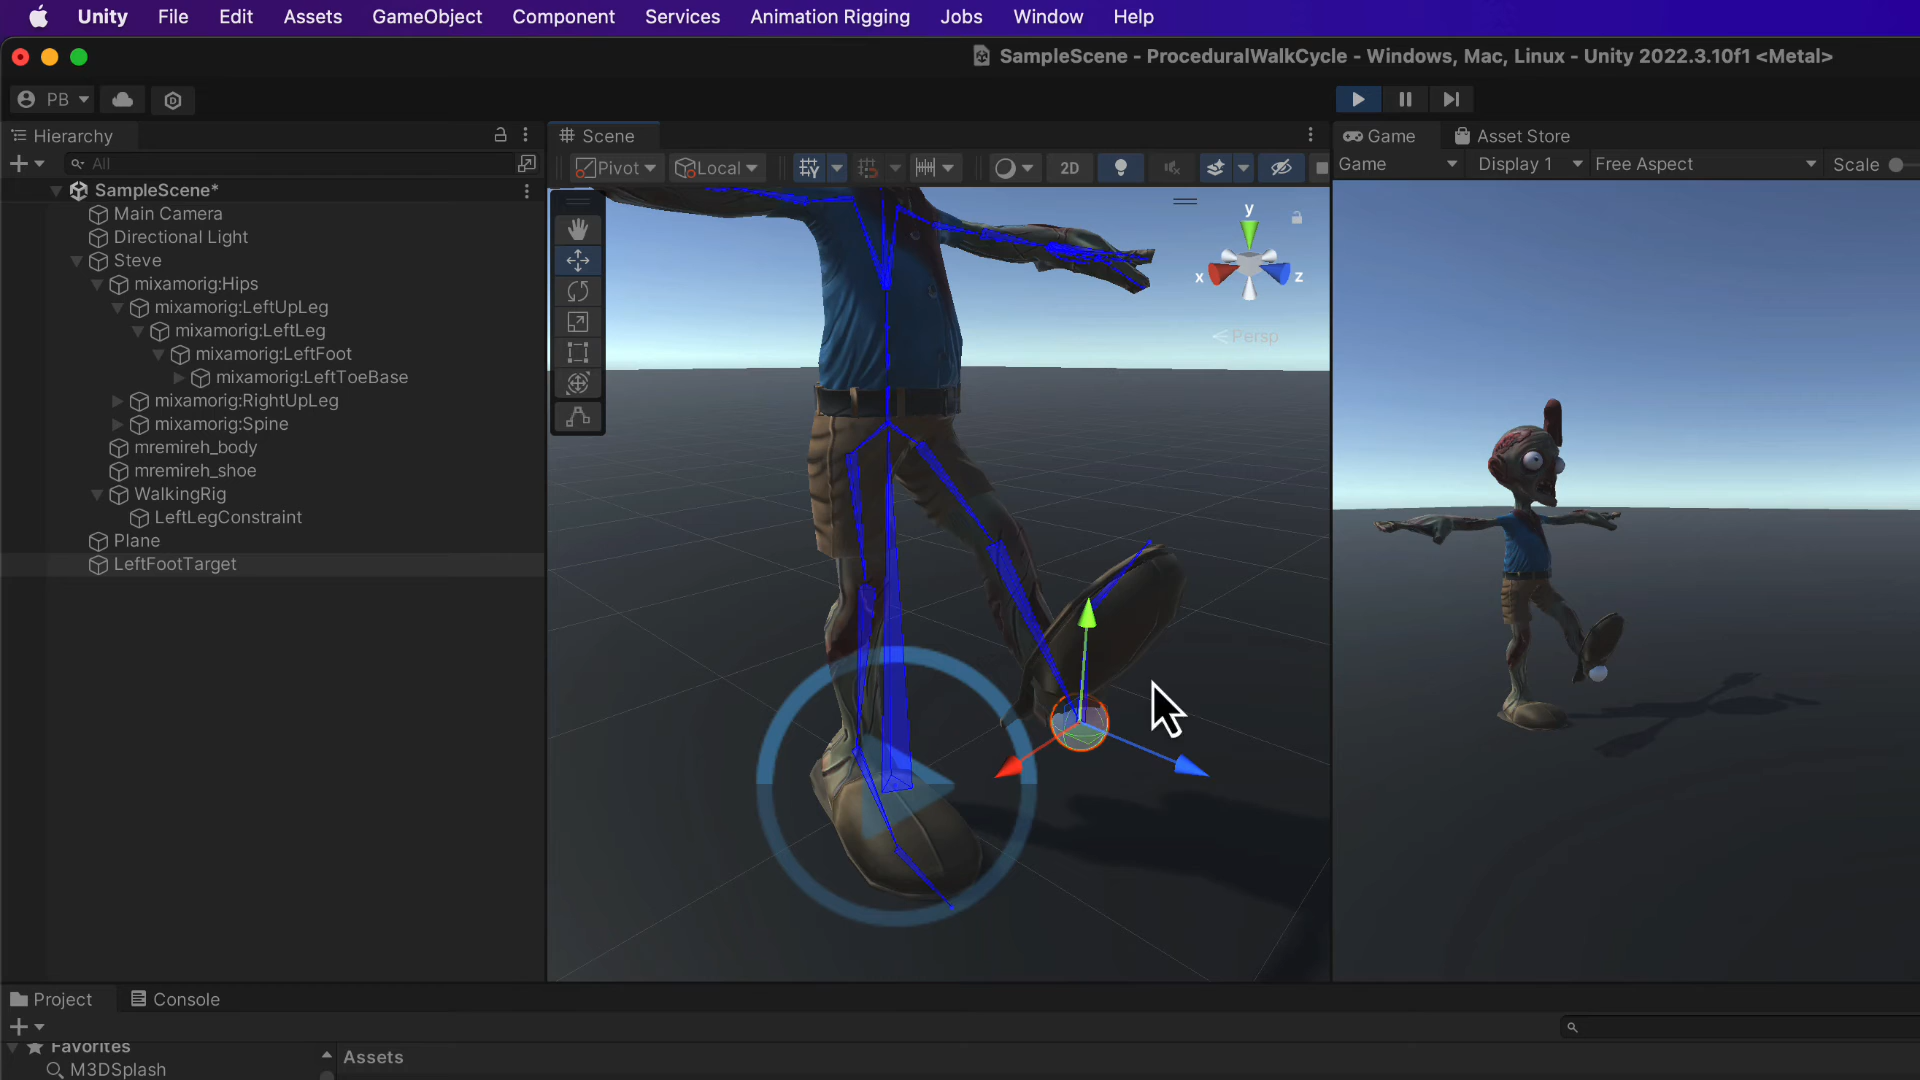 Unity File Edit Assets GameObject Component Services Animation Rigging Jobs Window Help
SampleScene - ProceduralWalkCycle - Windows, Mac, Linux - Unity 2022.3.10f1 <Metal>
PB
Hierarchy
All
SampleScene*
Main Camera
Directional Light
Steve
mixamorig:Hips
mixamorig:LeftUpLeg
mixamorig:LeftLeg
mixamorig:LeftFoot
mixamorig:LeftToeBase
mixamorig:RightUpLeg
mixamorig:Spine
mremireh_body
mremireh_shoe
WalkingRig
LeftLegConstraint
Plane
LeftFootTarget
Scene
Pivot Local 2D
y
x z
Persp
Game Asset Store
Game Display 1 Free Aspect Scale
Project Console
Favorites
M3DSplash
Assets